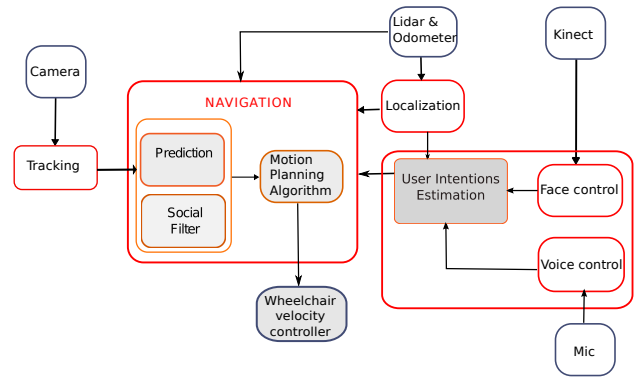 Lidar &
Odometer
Kinect
Camera
NAVIGATION
Localization
Tracking
Prediction
Motion
Planning
Algorithm
User Intentions
Estimation
Face control
Social
Filter
Voice control
Wheelchair
velocity
controller
Mic